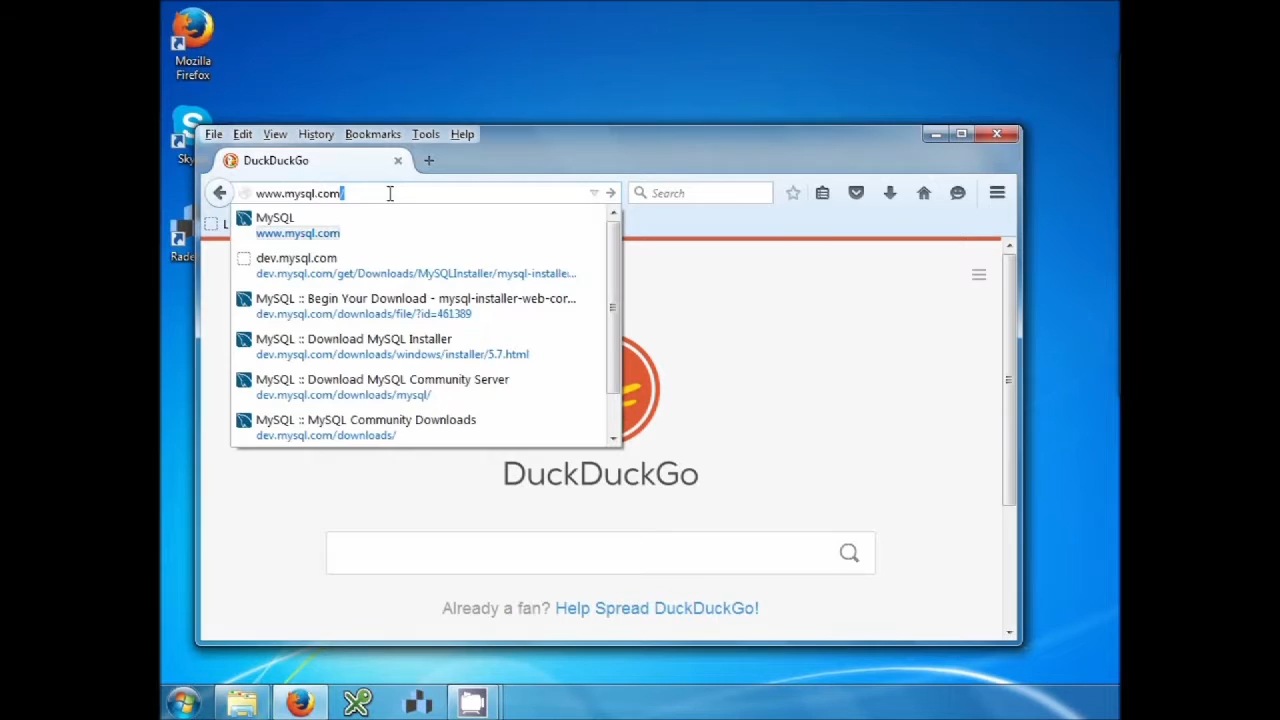 Mozilla
Firefox
File Edit View History Bookmarks Tools Help
DuckDuckGo
www.mysql.com/
Search
MySQL
www.mysql.com
dev.mysql.com
dev.mysql.com/get/Downloads/MySQLInstaller/mysql-installe...
MySQL :: Begin Your Download - mysql-installer-web-cor...
dev.mysql.com/downloads/file/?id=461389
MySQL :: Download MySQL Installer
dev.mysql.com/downloads/windows/installer/5.7.html
MySQL :: Download MySQL Community Server
dev.mysql.com/downloads/mysql/
MySQL :: MySQL Community Downloads
dev.mysql.com/downloads/
Sky
Rade
L
DuckDuckGo
Already a fan? Help Spread DuckDuckGo!